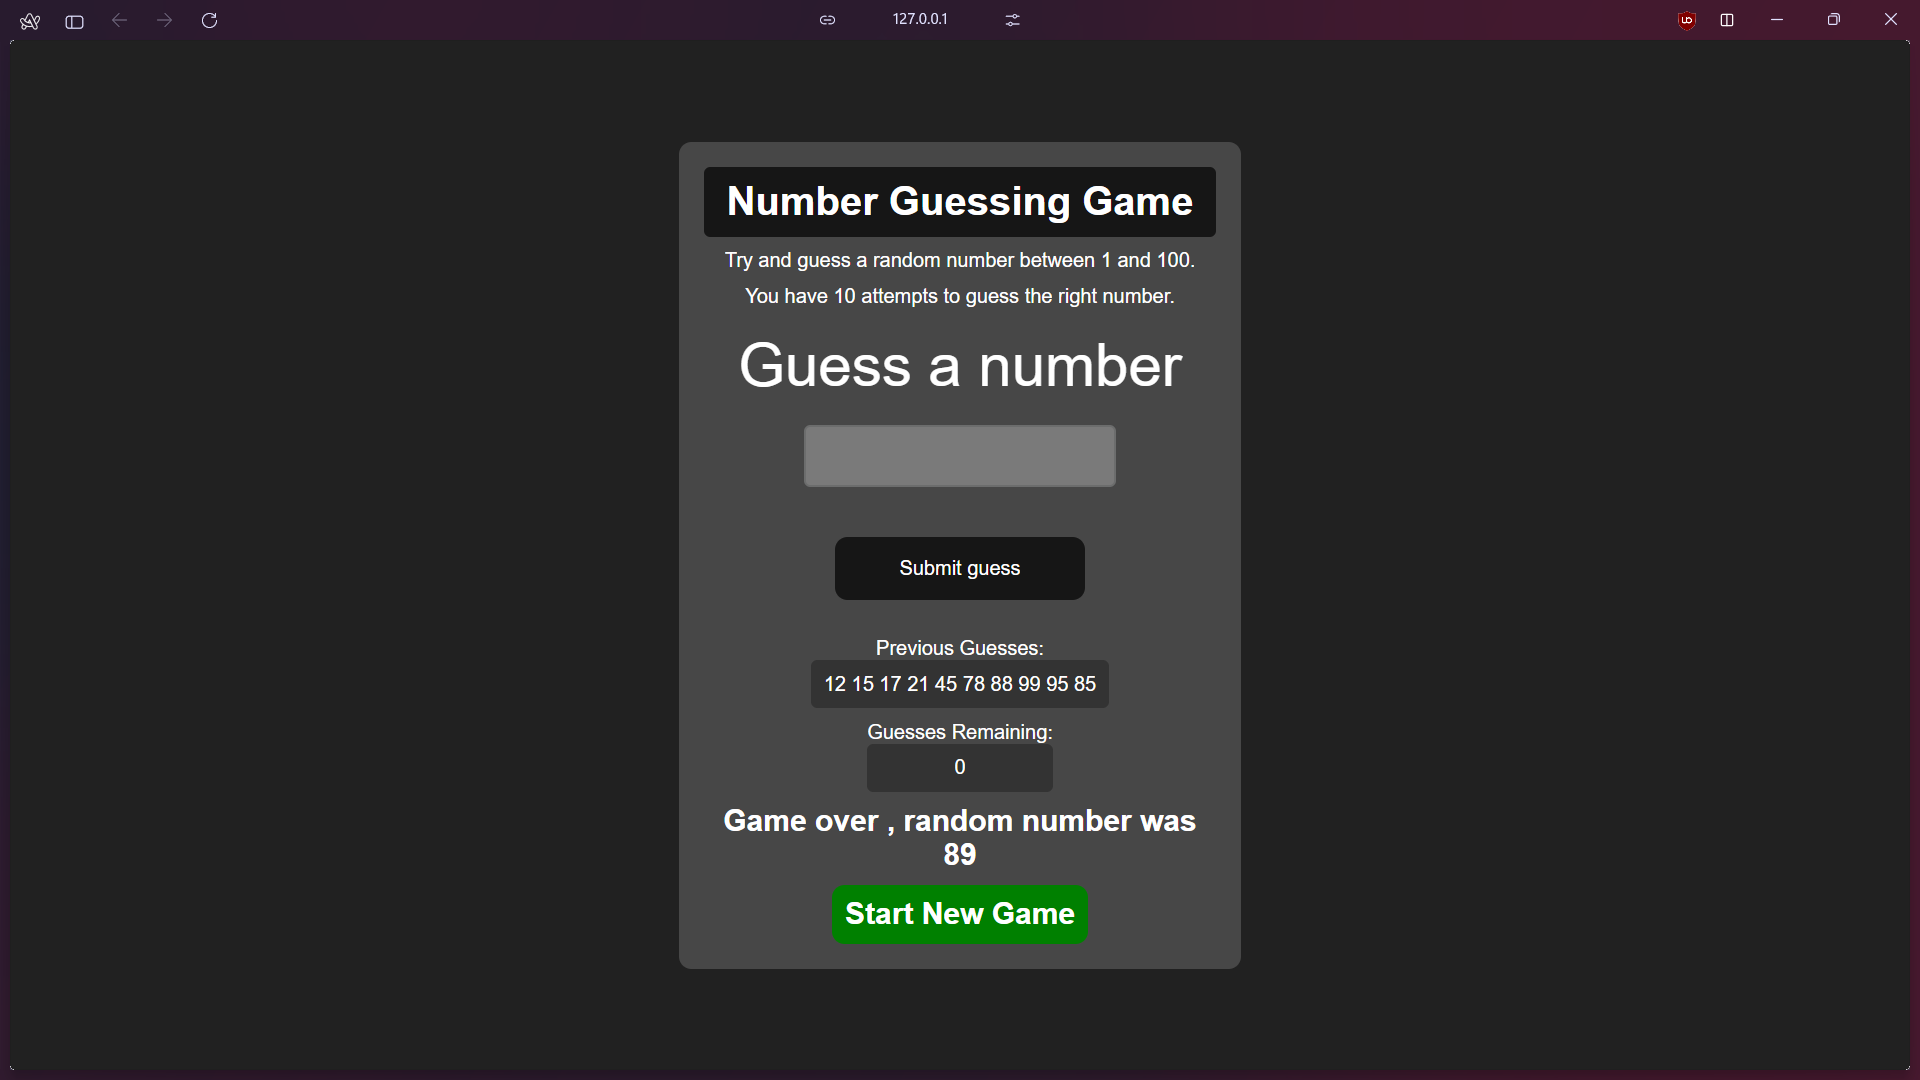 127.0.0.1
Number Guessing Game
Try and guess a random number between 1 and 100.
You have 10 attempts to guess the right number.
Guess a number
Submit guess
Previous Guesses:
12 15 17 21 45 78 88 99 95 85
Guesses Remaining:
0
Game over , random number was
89
Start New Game